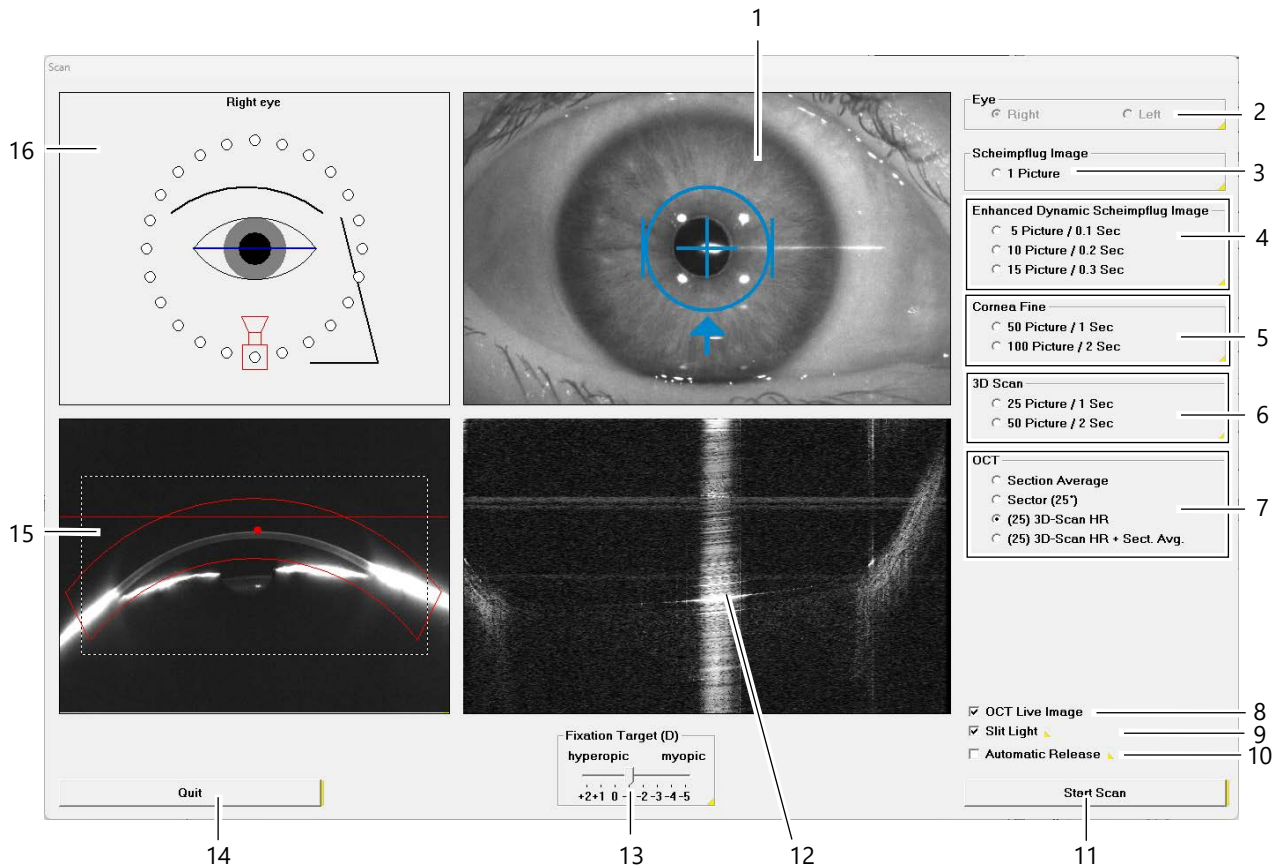 1
Scan
Right eye
16
Eye
Right Left
2
Scheimpflug Image
1 Picture
3
Enhanced Dynamic Scheimpflug Image
5 Picture / 0.1 Sec
10 Picture / 0.2 Sec
15 Picture / 0.3 Sec
4
Cornea Fine
50 Picture / 1 Sec
100 Picture / 2 Sec
5
3D Scan
25 Picture / 1 Sec
50 Picture / 2 Sec
6
OCT
Section Average
Sector (25°)
(25) 3D-Scan HR
(25) 3D-Scan HR + Sect. Avg.
7
15
OCT Live Image
8
Slit Light
9
Automatic Release
10
Fixation Target (D)
hyperopic myopic
+2 +1 0 -2 -3 -4 -5
Quit
Start Scan
14
13
12
11